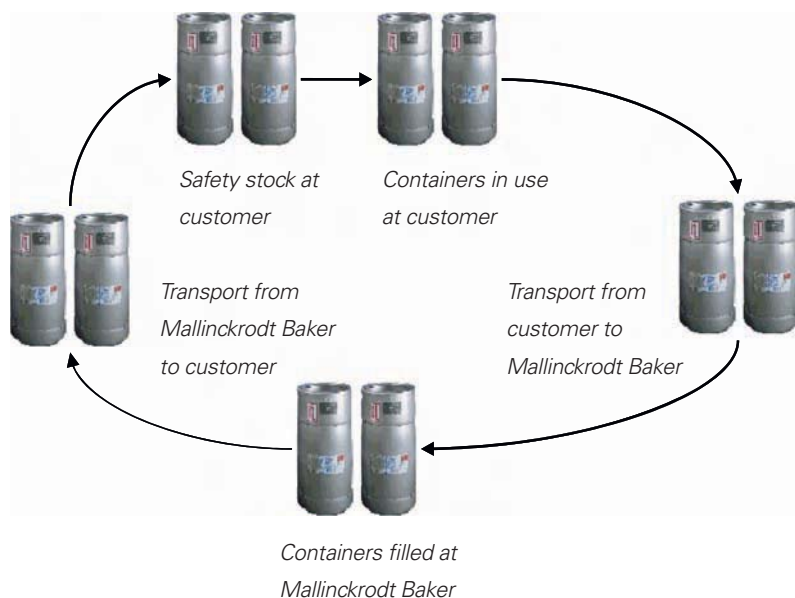 Safety stock at
customer
Containers in use
at customer
Transport from
Mallinckrodt Baker
to customer
Transport from
customer to
Mallinckrodt Baker
Containers filled at
Mallinckrodt Baker